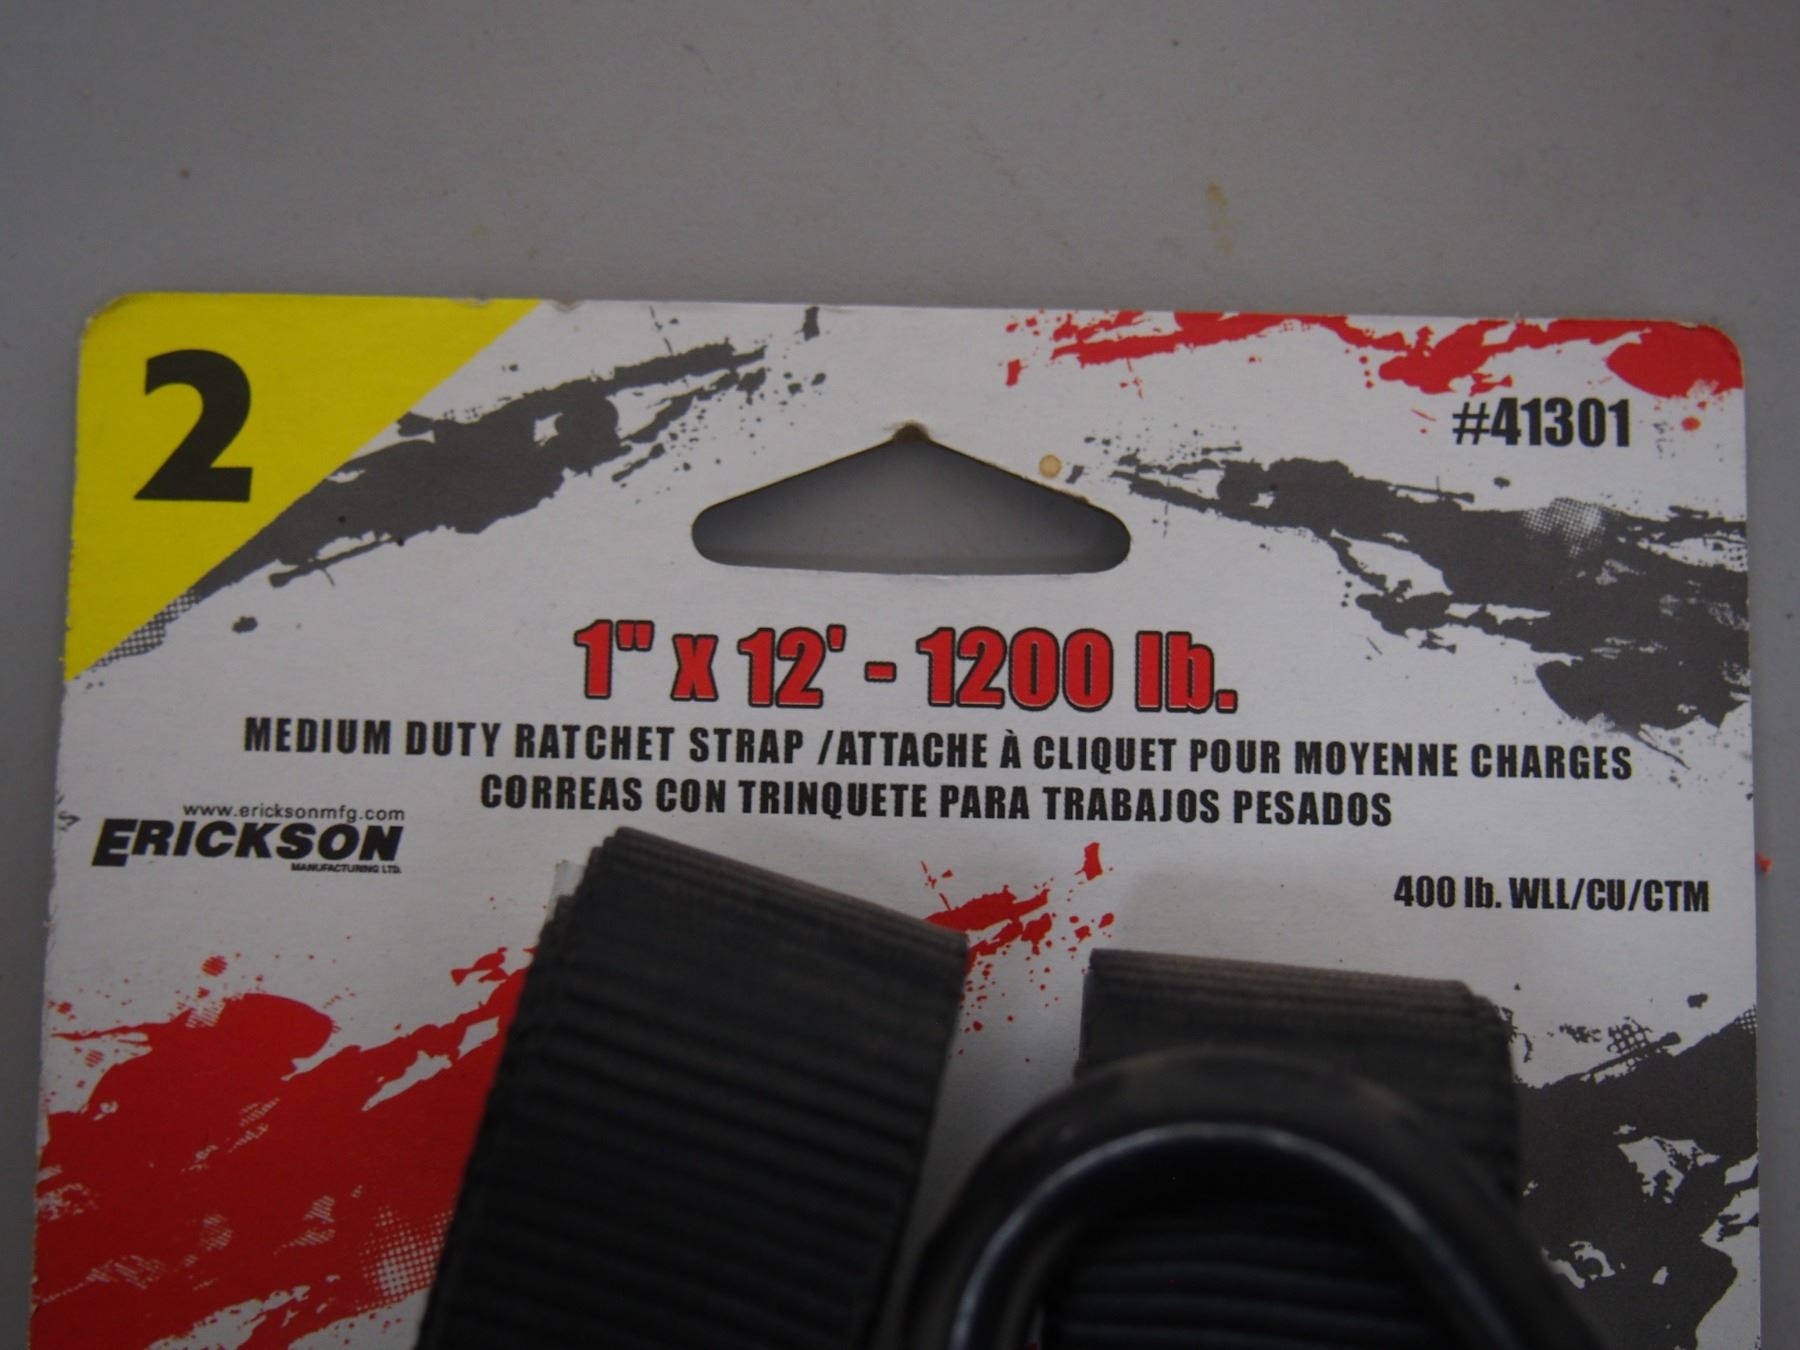 2
#41301
1" x 12' - 1200 lb.
MEDIUM DUTY RATCHET STRAP /ATTACHE À CLIQUET POUR MOYENNE CHARGES
CORREAS CON TRINQUETE PARA TRABAJOS PESADOS
www.ericksonmfg.com
ERICKSON
MANUFACTURING LTD.
400 lb. WLL/CU/CTM